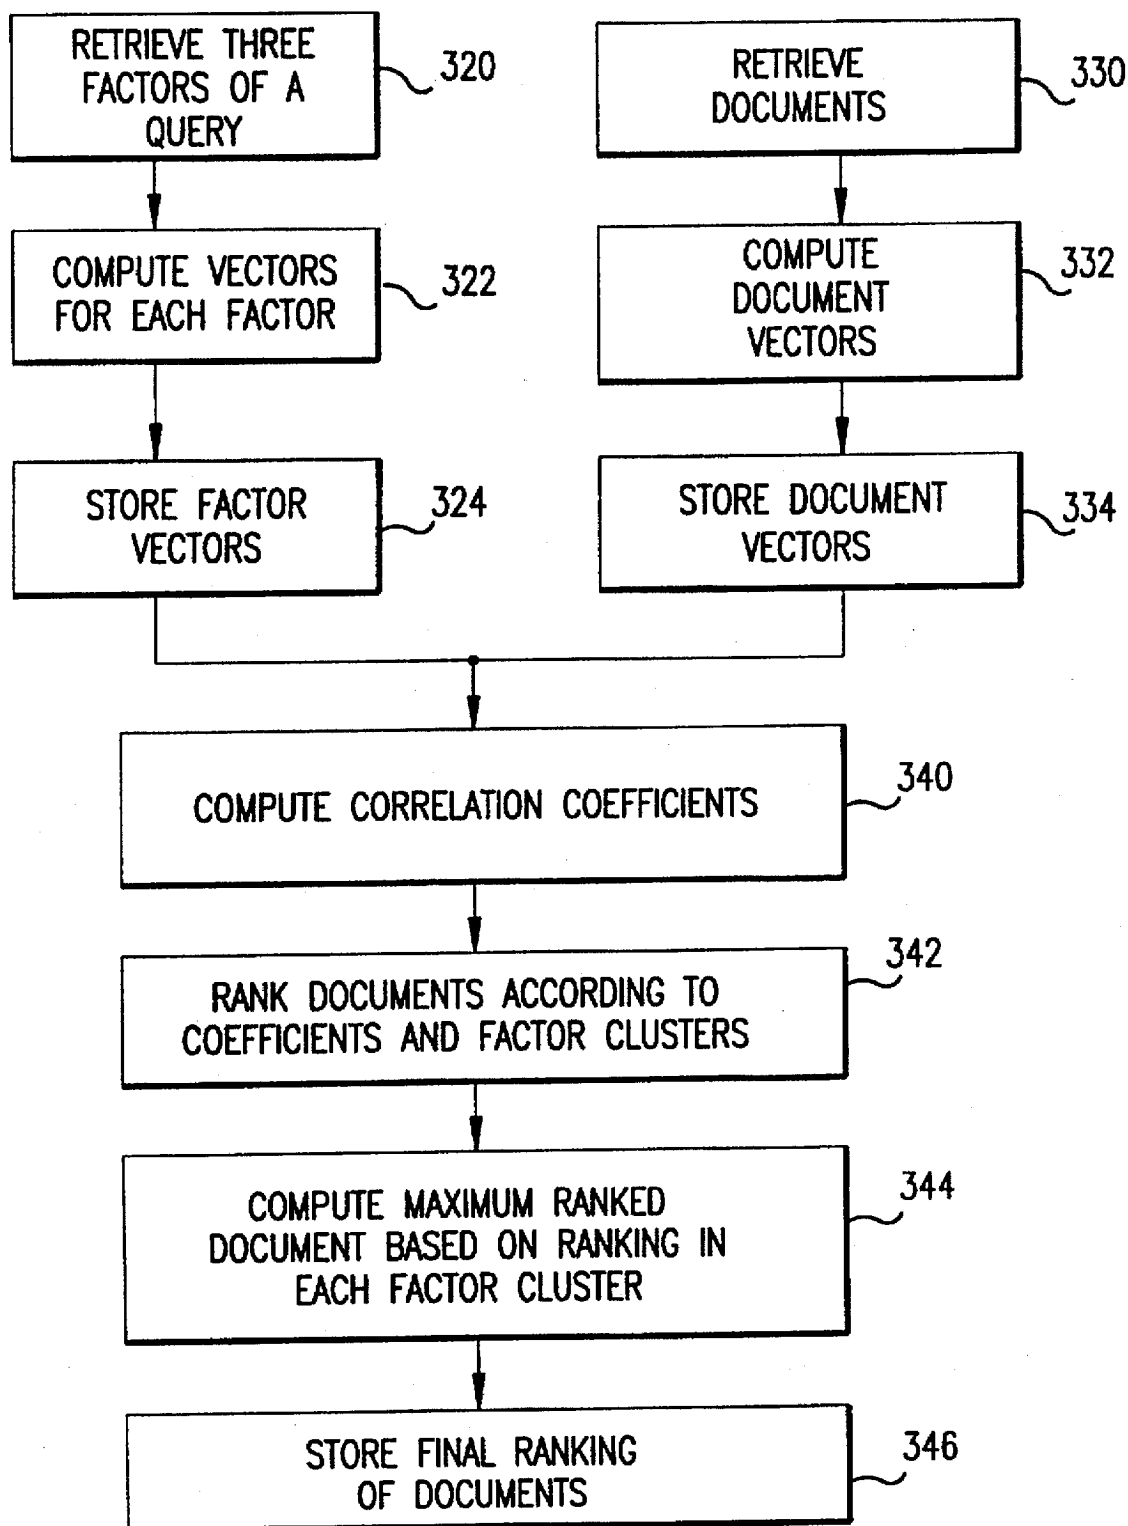 RETRIEVE THREE
FACTORS OF A
QUERY
320
RETRIEVE
DOCUMENTS
330
COMPUTE VECTORS
FOR EACH FACTOR
322
COMPUTE
DOCUMENT
VECTORS
332
STORE FACTOR
VECTORS
324
STORE DOCUMENT
VECTORS
334
COMPUTE CORRELATION COEFFICIENTS
340
RANK DOCUMENTS ACCORDING TO
COEFFICIENTS AND FACTOR CLUSTERS
342
COMPUTE MAXIMUM RANKED
DOCUMENT BASED ON RANKING IN
EACH FACTOR CLUSTER
344
STORE FINAL RANKING
OF DOCUMENTS
346